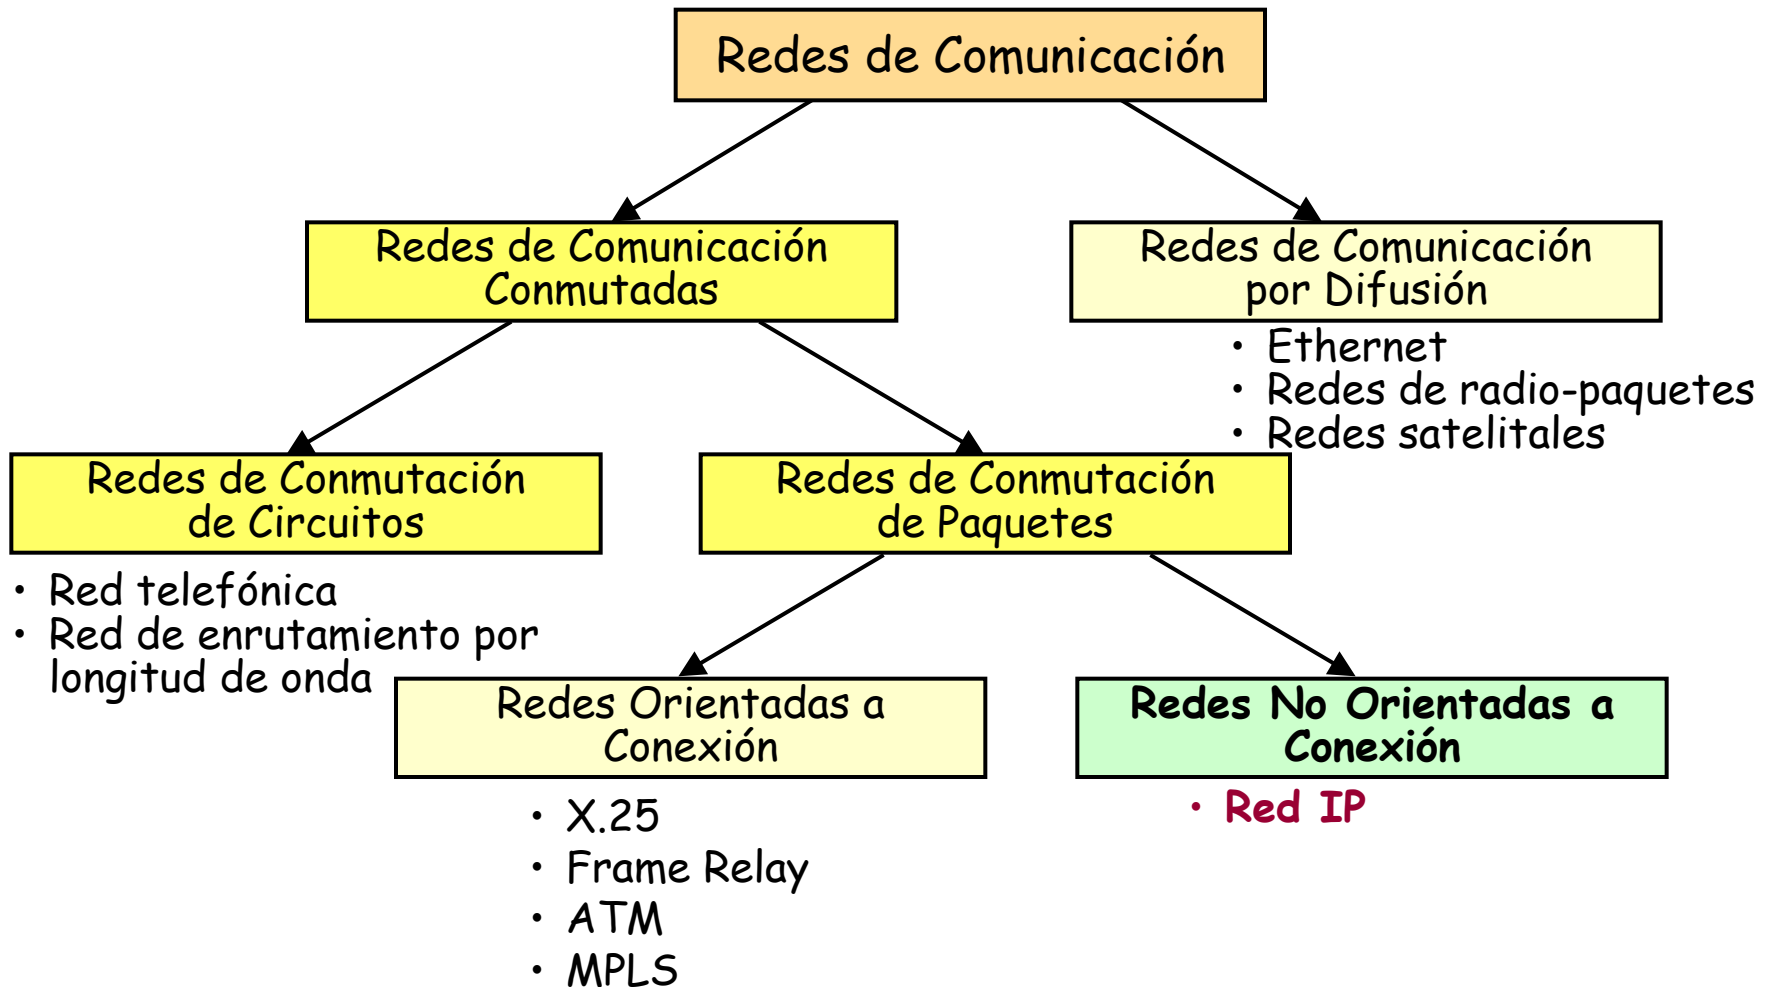 Redes de Comunicación
Redes de Comunicación
Conmutadas
Redes de Comunicación
por Difusión
• Ethernet
• Redes de radio-paquetes
• Redes satelitales
Redes de Conmutación
de Circuitos
• Red telefónica
• Red de enrutamiento por
longitud de onda
Redes de Conmutación
de Paquetes
Redes Orientadas a
Conexión
• X.25
• Frame Relay
• ATM
• MPLS
Redes No Orientadas a
Conexión
• Red IP